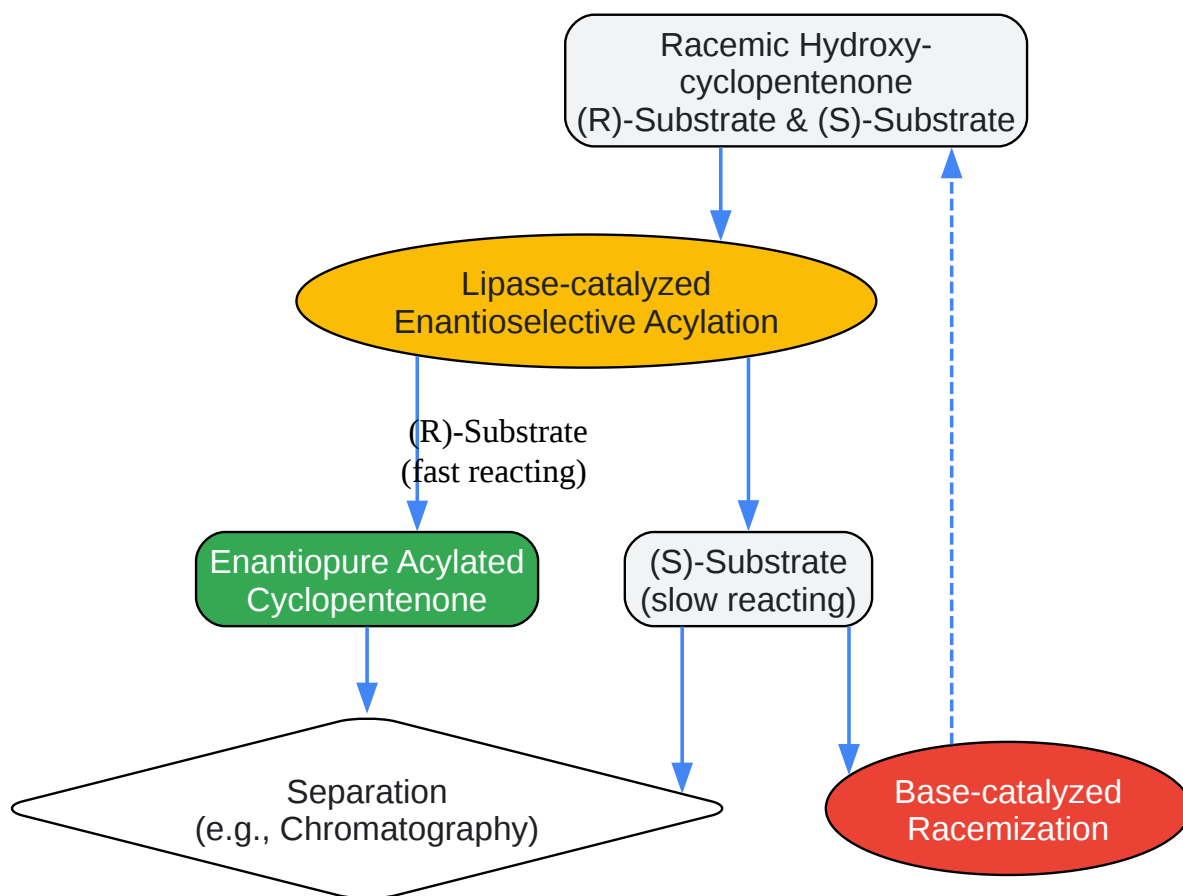 Racemic Hydroxy-
cyclopentenone
(R)-Substrate & (S)-Substrate
Lipase-catalyzed
Enantioselective Acylation
(R)-Substrate
(fast reacting)
Enantiopure Acylated
Cyclopentenone
(S)-Substrate
(slow reacting)
Separation
(e.g., Chromatography)
Base-catalyzed
Racemization